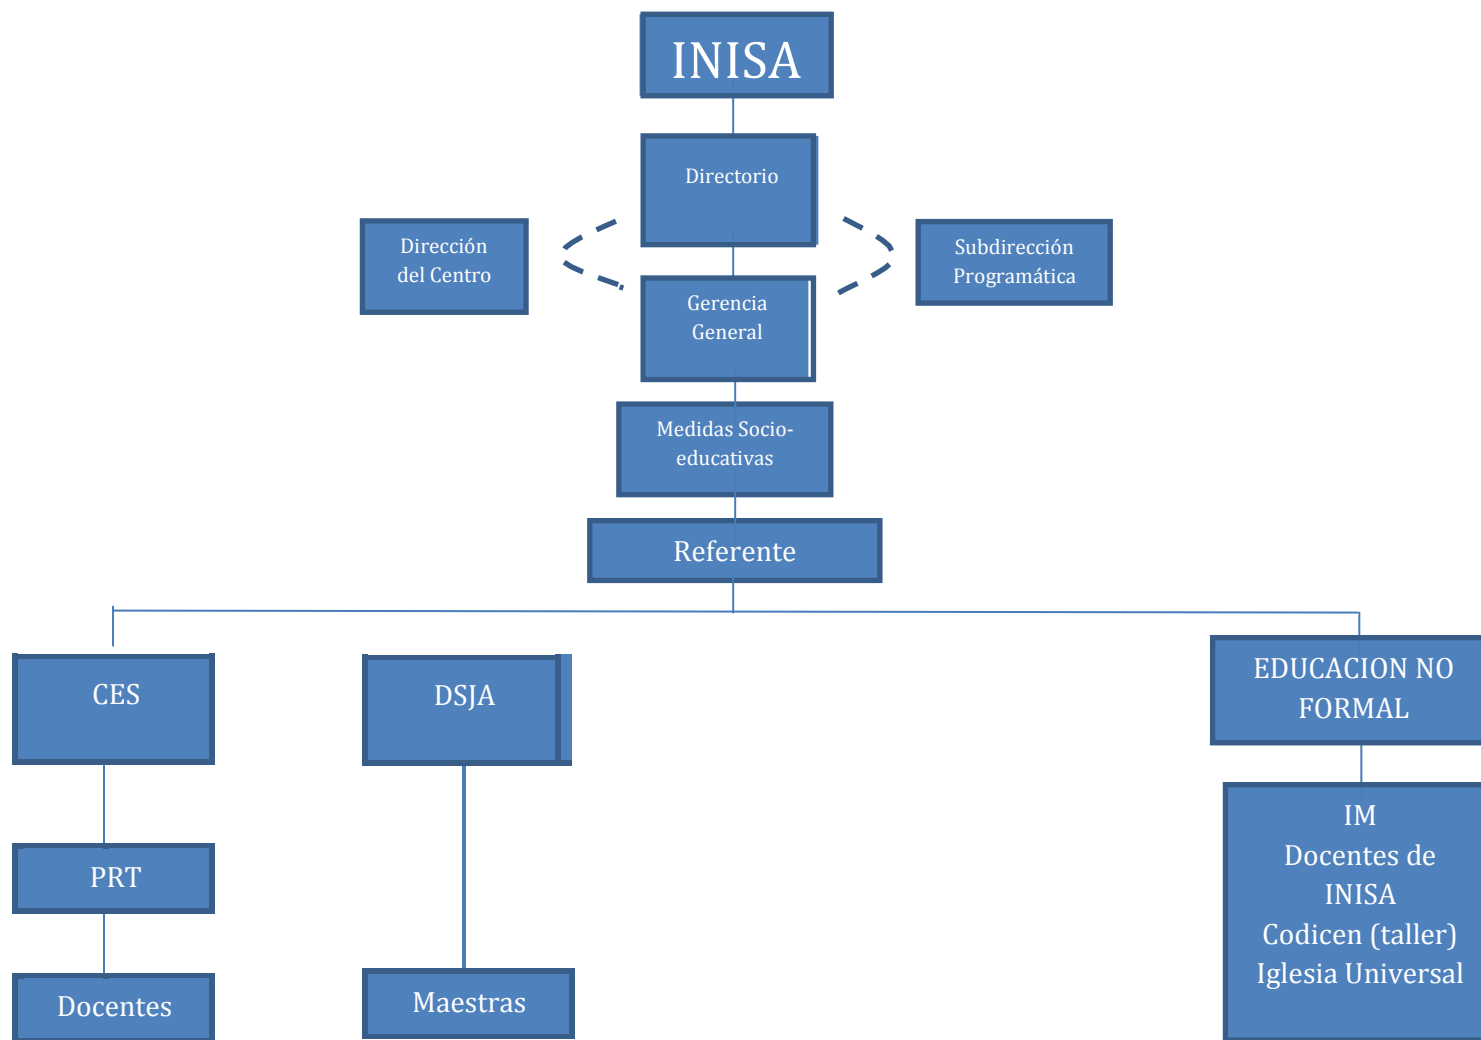 INISA
Directorio
Dirección
del Centro
Subdirección
Programática
Gerencia
General
Medidas Socio-
educativas
Referente
CES
DSJA
EDUCACION NO
FORMAL
PRT
IM
Docentes de
INISA
Codicen (taller)
Iglesia Universal
Docentes
Maestras